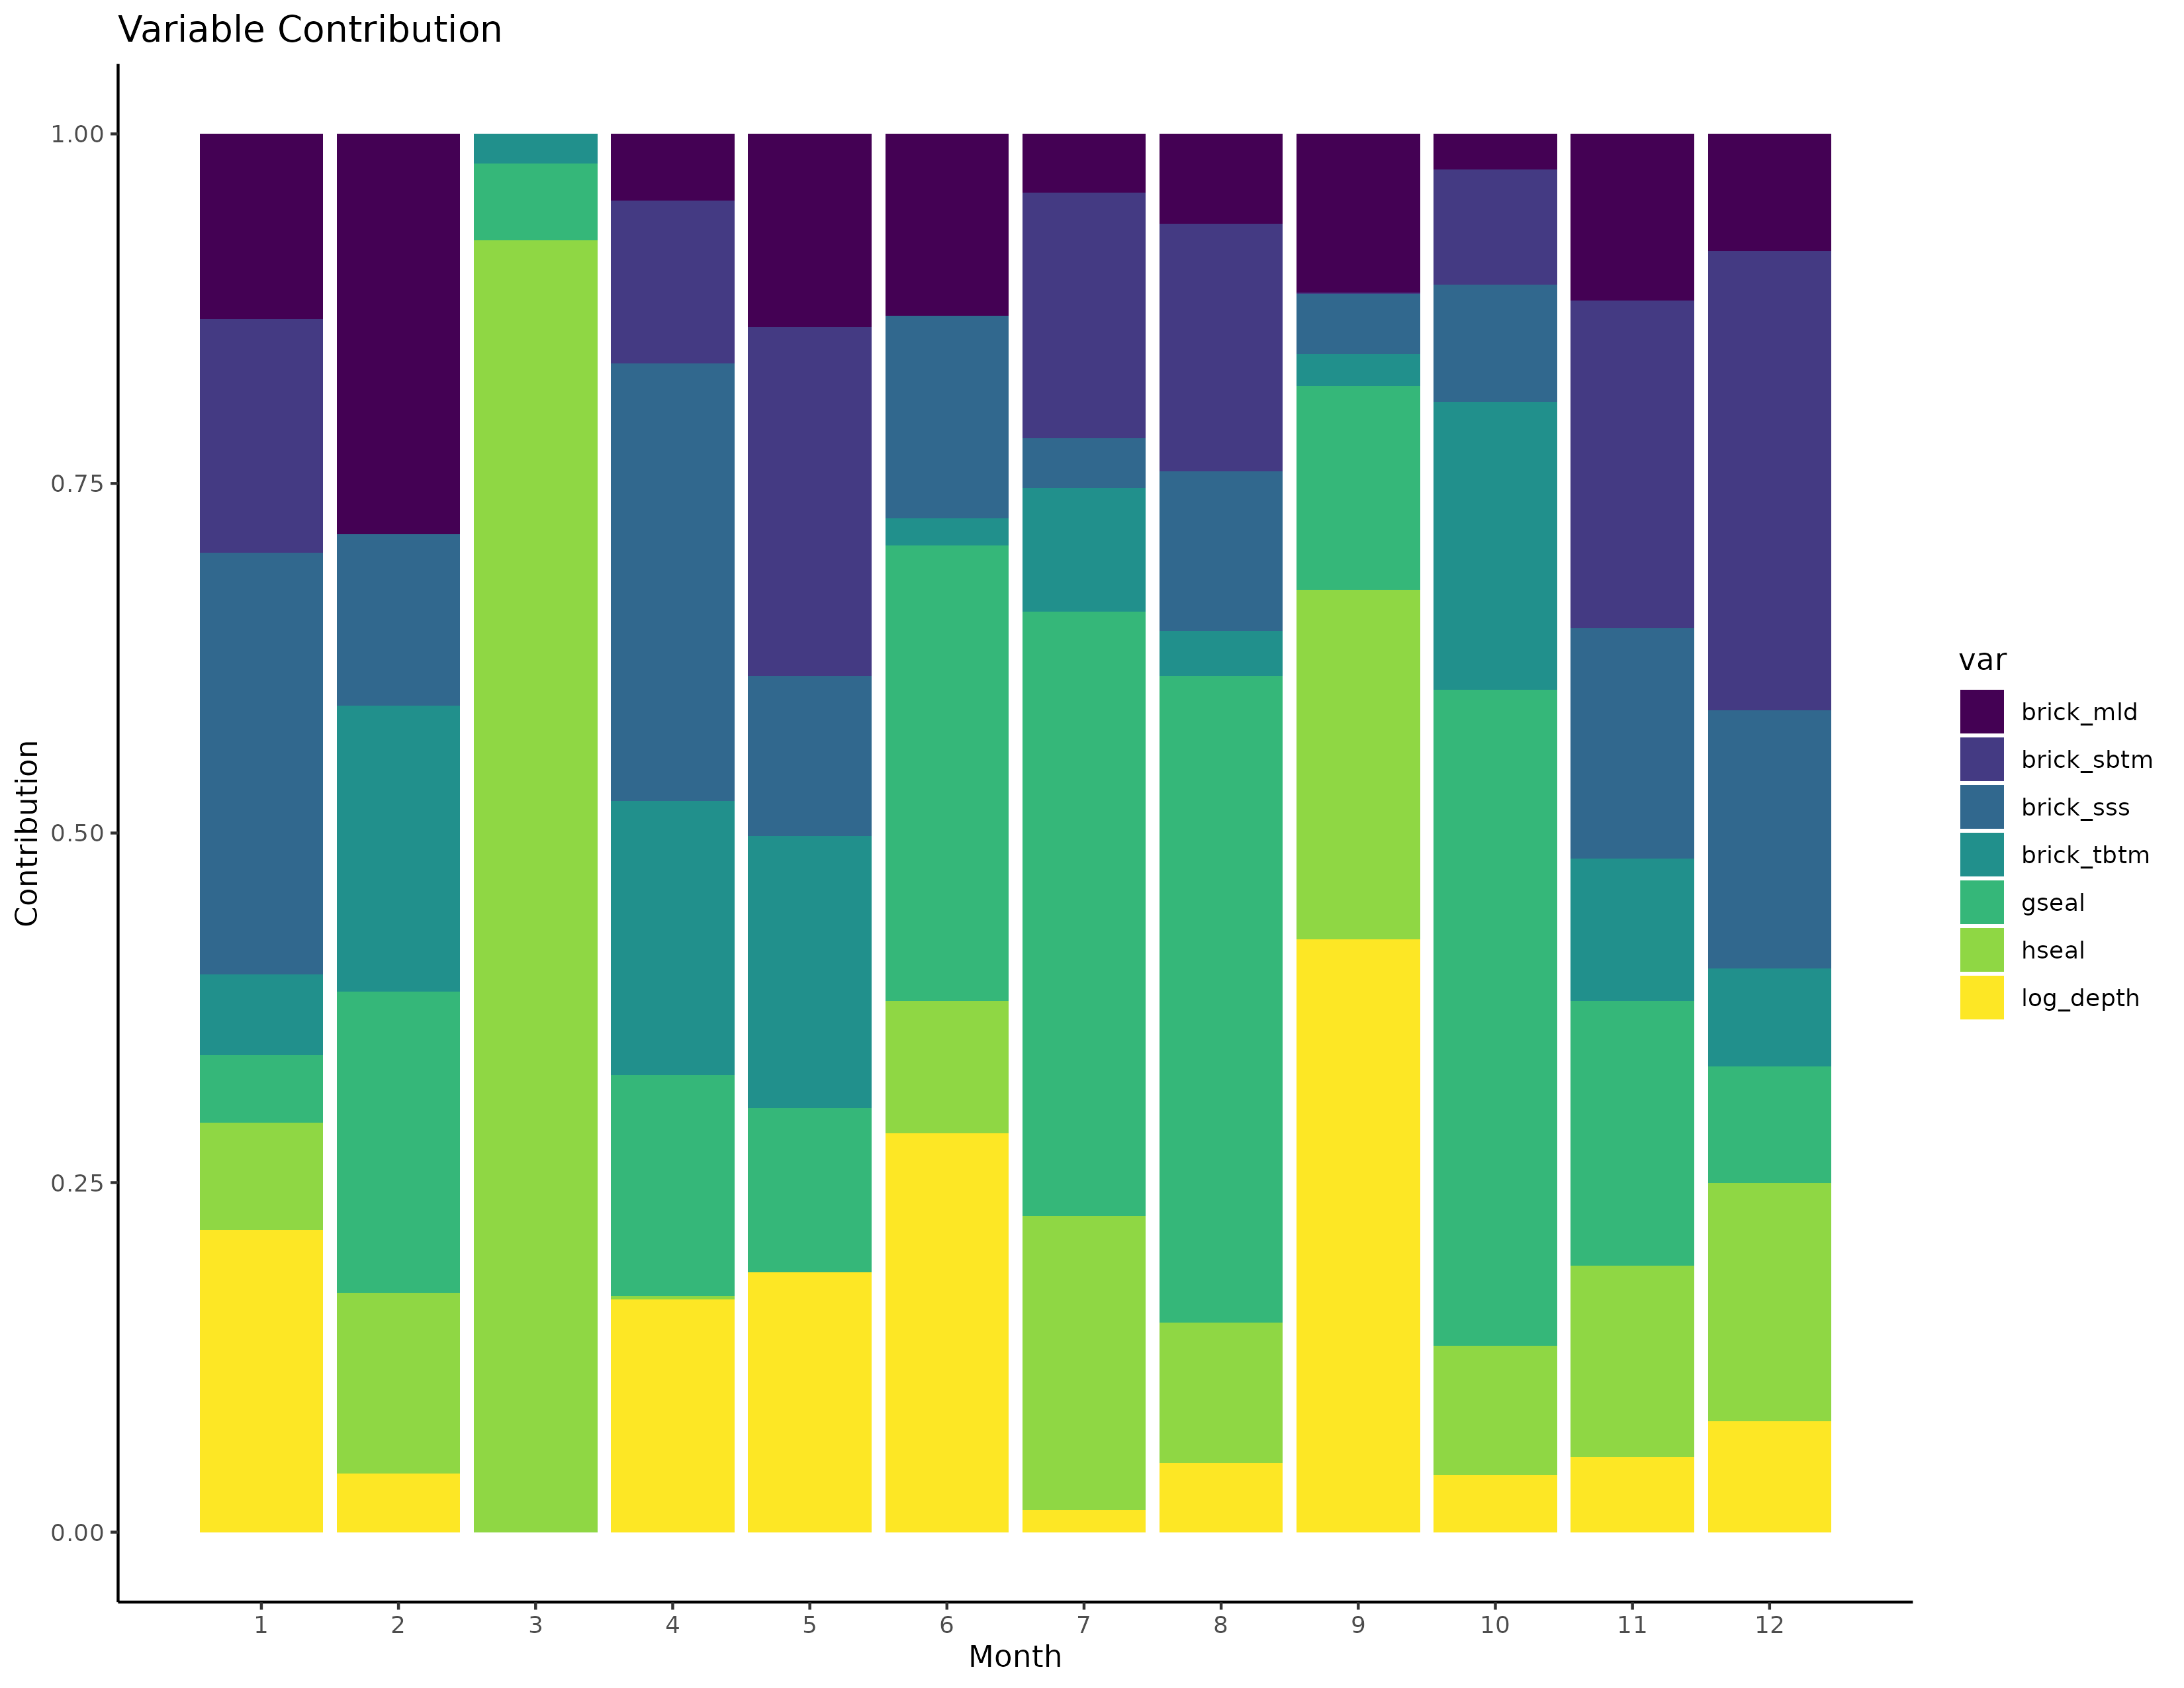 Variable Contribution
1.00
0.75
0.50
0.25
0.00
Contribution
1 2 3 4 5 6 7 8 9 10 11 12
Month
var
brick_mld
brick_sbtm
brick_sss
brick_tbtm
gseal
hseal
log_depth